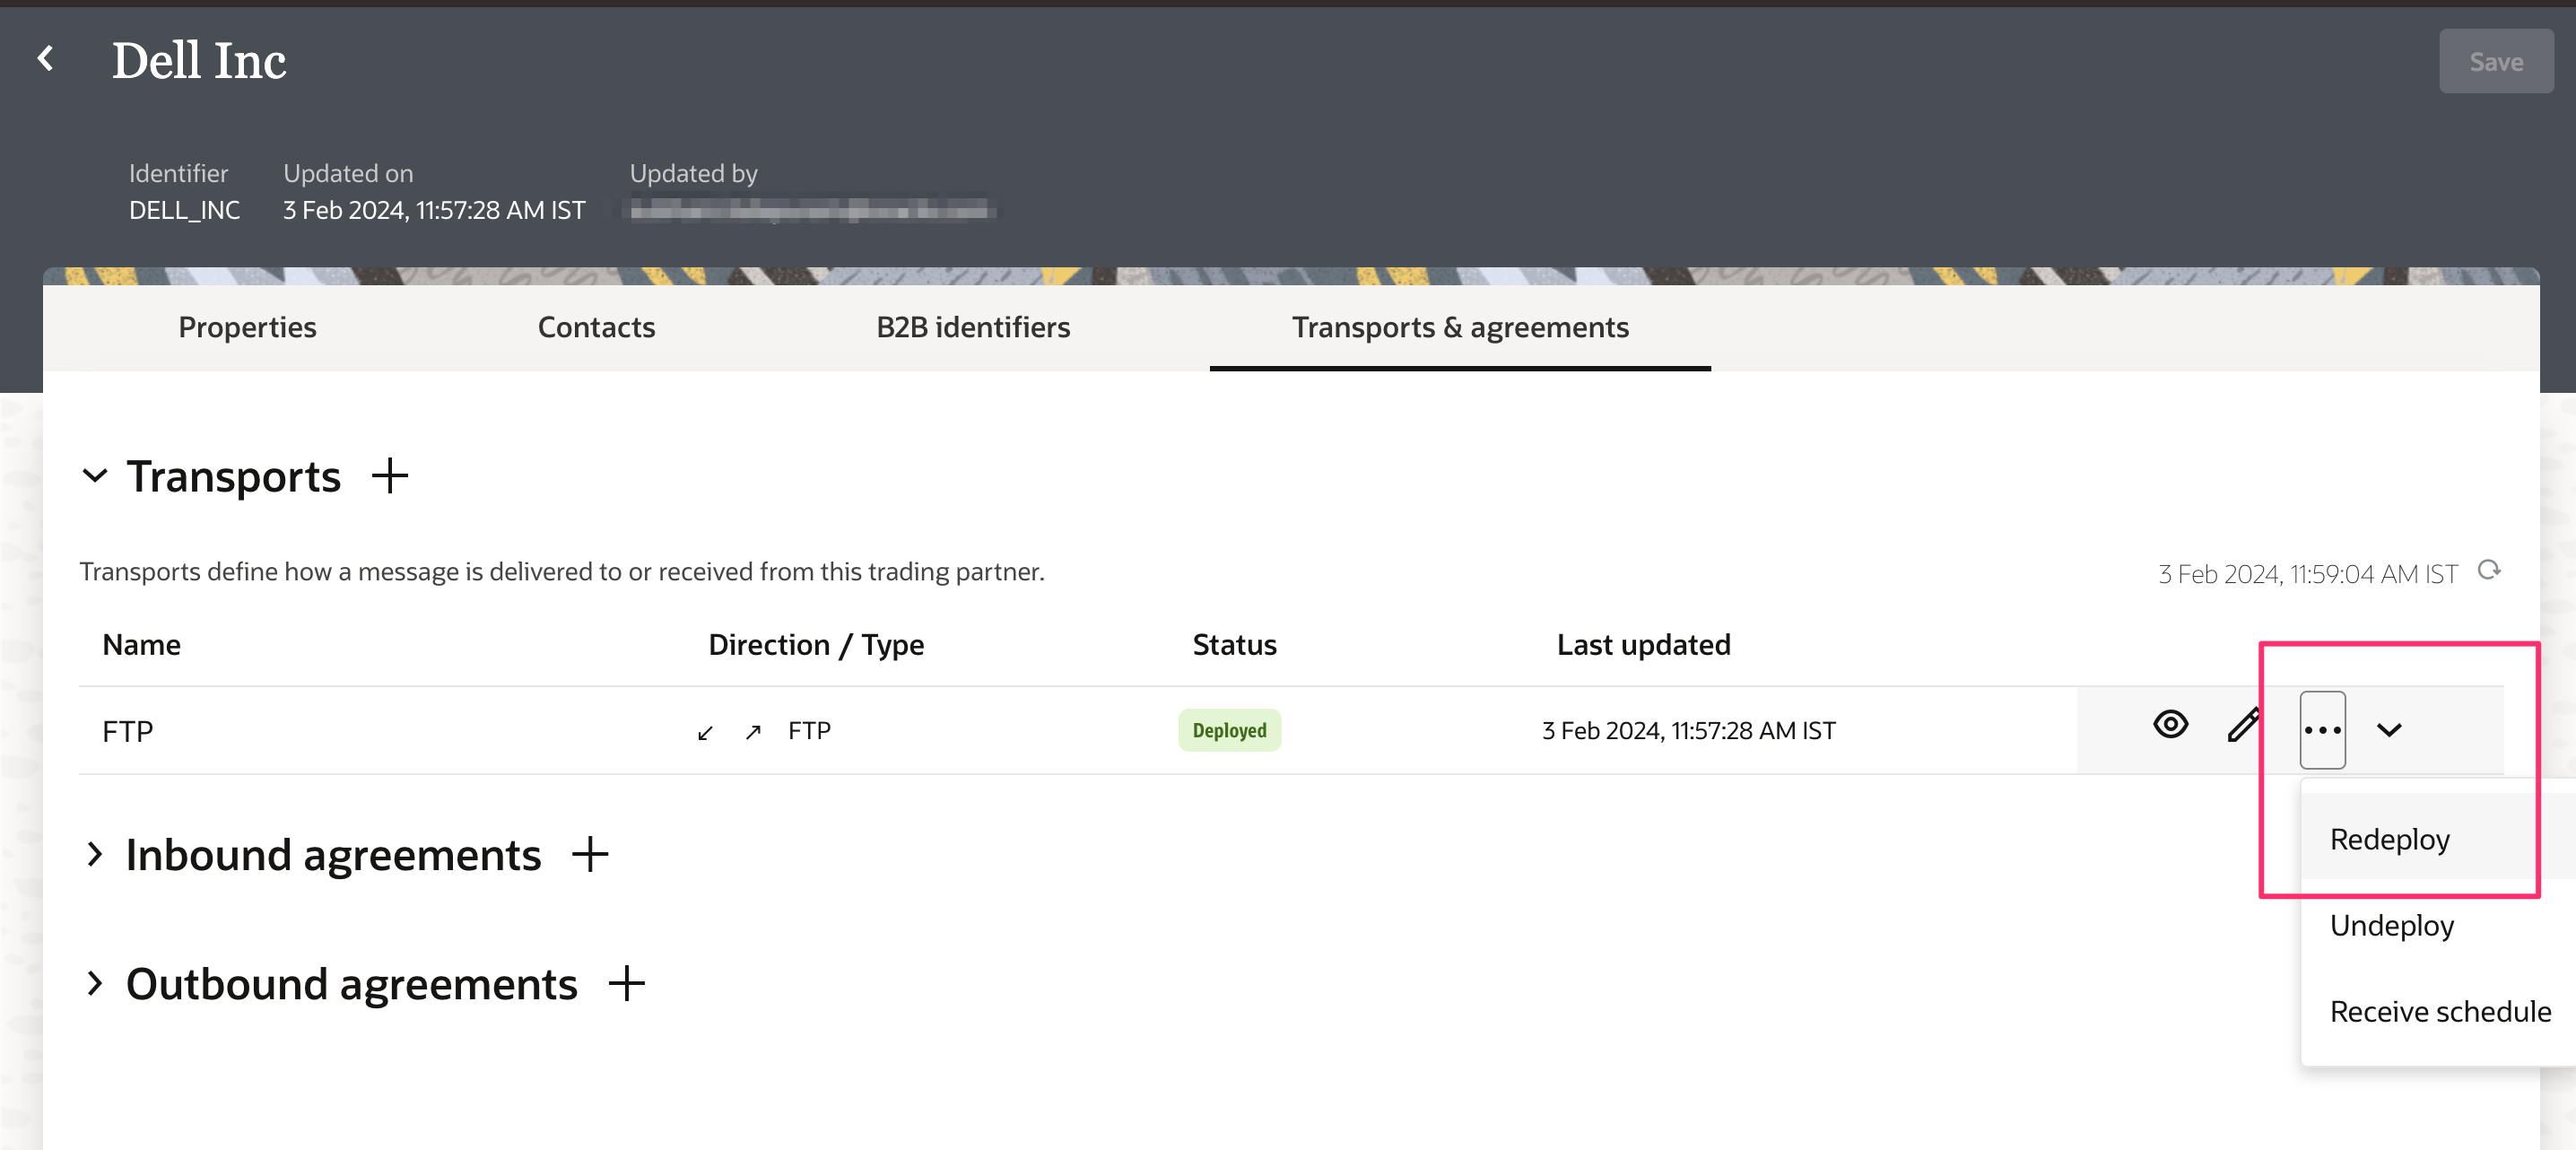 Dell Inc
Save
Identifier
Updated on
Updated by
DELL_INC
3 Feb 2024, 11:57:28 AM IST
Properties
Contacts
B2B identifiers
Transports & agreements
Transports
Transports define how a message is delivered to or received from this trading partner.
3 Feb 2024, 11:59:04 AM IST
Name
Direction / Type
Status
Last updated
FTP
FTP
Deployed
3 Feb 2024, 11:57:28 AM IST
Redeploy
Inbound agreements
Undeploy
Outbound agreements
Receive schedule